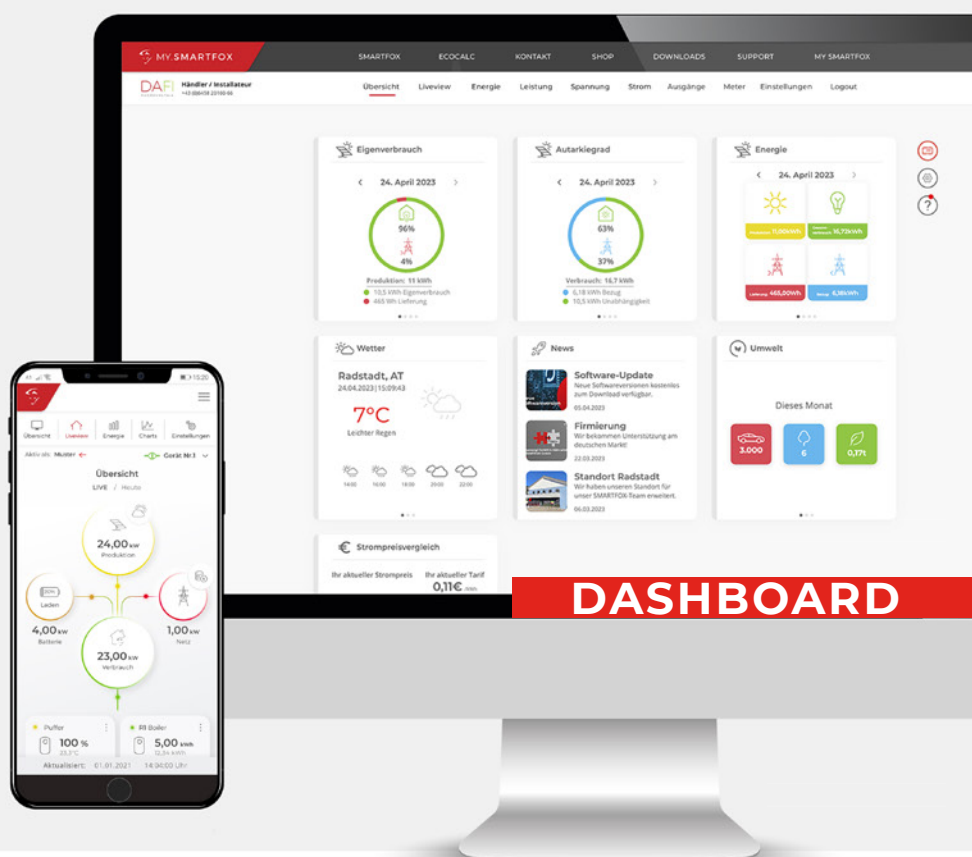 MY.SMARTFOX
SMARTFOX ECOCALC KONTAKT SHOP DOWNLOADS SUPPORT MY SMARTFOX
DAFI
Händler / Installateur
Übersicht Liveview Energie Leistung Spannung Strom Ausgänge Meter Einstellungen Logout
Eigenverbrauch
24. April 2023
96%
4%
Produktion: 11 kWh
10,5 kWh Eigenverbrauch
465 Wh Lieferung
Autarkiegrad
24. April 2023
63%
37%
Verbrauch: 16,7 kWh
6,18 kWh Bezug
10,5 kWh Unabhängigkeit
Energie
24. April 2023
11,00kWh
16,72kWh
Lieferung 465,00Wh
Bezug
Wetter
Radstadt, AT
24.04.2023|15:09:43
7°C
Leichter Regen
14:00 16:00 18:00 20:00 22:00
News
Software-Update
Neue Softwareversionen kostenlos
zum Download verfügbar.
05.04.2023
Firmierung
Wir bekommen Unterstützung am
deutschen Markt!
22.03.2023
Standort Radstadt
Wir haben unseren Standort für
unser SMARTFOX-Team erweitert.
06.03.2023
Umwelt
Dieses Monat
3.000
6
0,17t
Strompreisvergleich
Ihr aktueller Strompreis
Ihr aktueller Tarif
0,11€ /kWh
DASHBOARD
15:20
Übersicht Liveview Energie Charts Einstellungen
Aktiv als: Muster
Gerät Nr.1
Übersicht
LIVE / Heute
24,00 kW
Produktion
Laden
4,00 kW
Batterie
1,00 kW
Netz
23,00 kW
Verbrauch
Puffer
100 %
R1 Boiler
5,00 kWh
Aktualisiert: 01.01.2021 14:04:03 Uhr